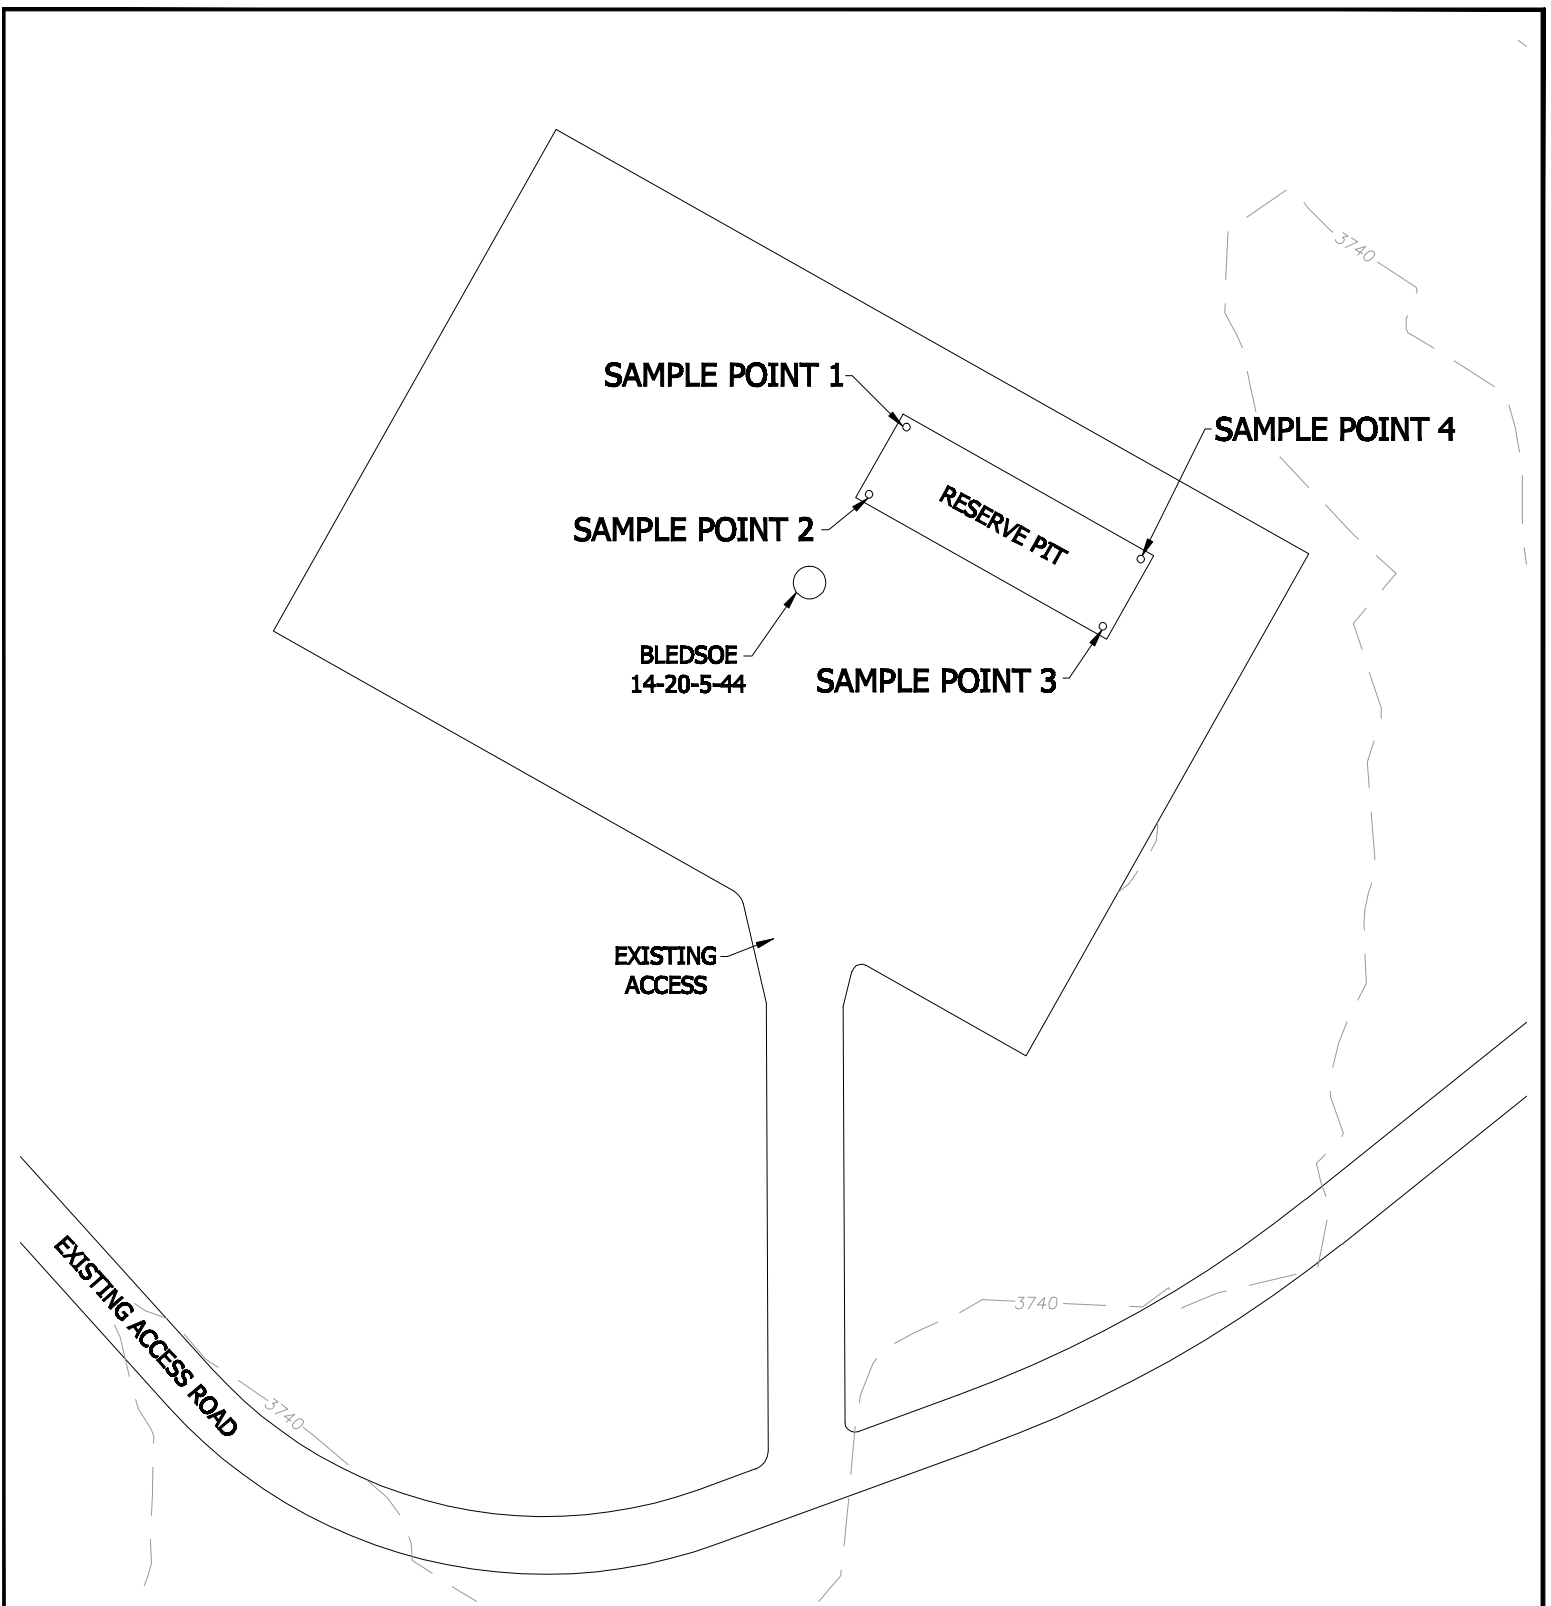 3740
SAMPLE POINT 1
SAMPLE POINT 4
RESERVE PIT
SAMPLE POINT 2
BLEDSOE
14-20-5-44
SAMPLE POINT 3
EXISTING
ACCESS
EXISTING ACCESS ROAD
3740
3740